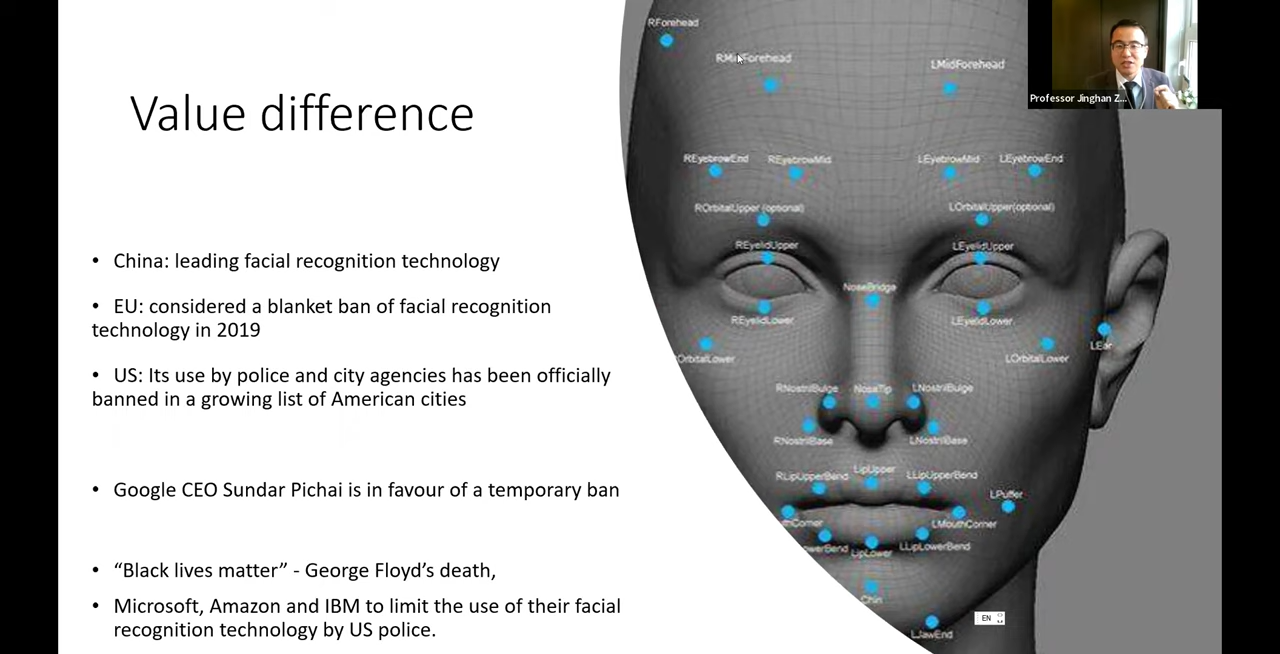 Value difference
• China: leading facial recognition technology
• EU: considered a blanket ban of facial recognition
technology in 2019
• US: Its use by police and city agencies has been officially
banned in a growing list of American cities
• Google CEO Sundar Pichai is in favour of a temporary ban
• “Black lives matter” - George Floyd’s death,
• Microsoft, Amazon and IBM to limit the use of their facial
recognition technology by US police.
RForehead
RMidForehead
LMidForehead
REyebrowEnd
REyebrowMid
LEyebrowMid
LEyebrowEnd
ROrbitalUpper (optional)
LOrbitalUpper(optional)
REyelidUpper
LEyelidUpper
NoseBridge
REyelidLower
LEyelidLower
LEar
OrbitalLower
LOrbitalLower
RNostrilBulge
NoseTip
LNostrilBulge
RNostrilBase
LNostrilBase
RLipUpperBend
LipUpper
LLipUpperBend
LPuffer
thCorner
LMouthCorner
owerBend
LipLower
LLipLowerBend
Chin
LJawEnd
EN
Professor Jinghan Z...